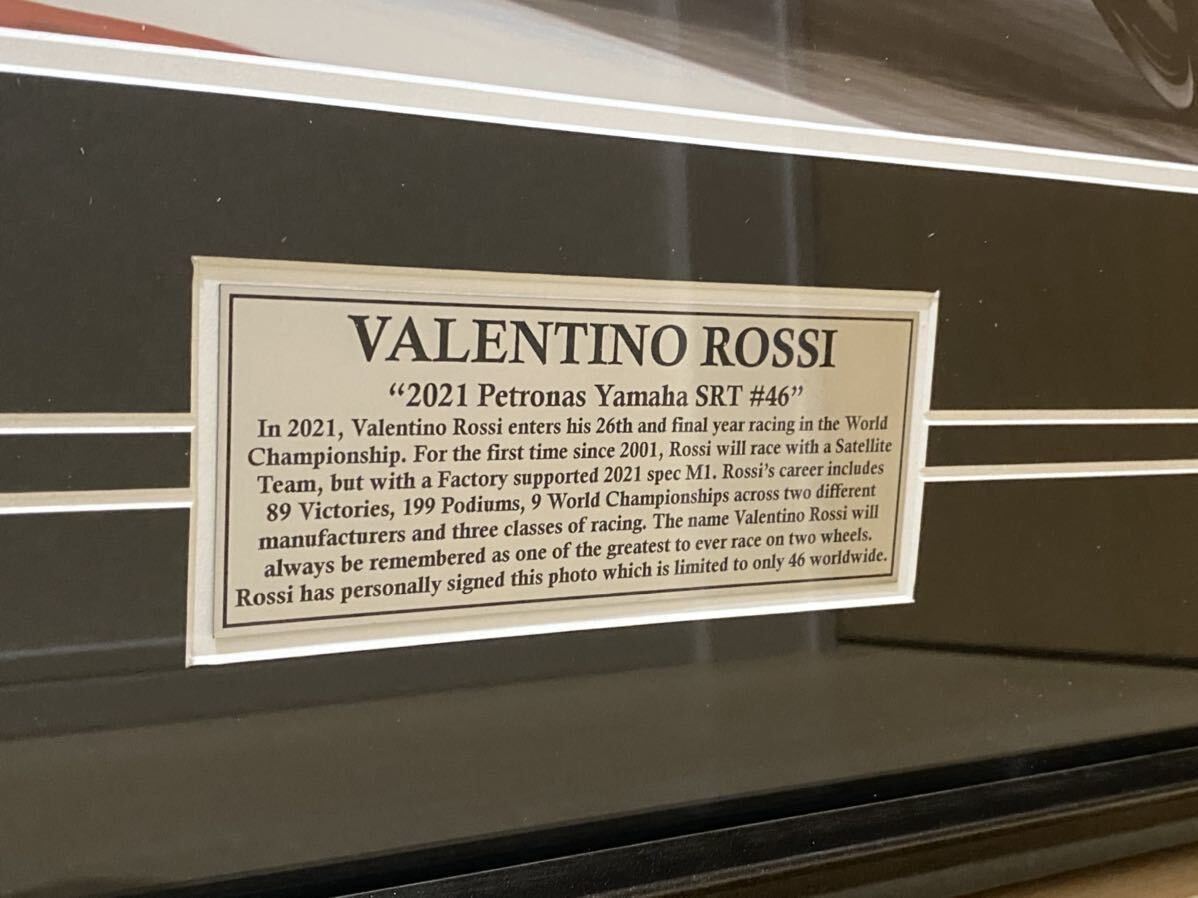 VALENTINO ROSSI
“2021 Petronas Yamaha SRT #46”
In 2021, Valentino Rossi enters his 26th and final year racing in the World
Championship. For the first time since 2001, Rossi will race with a Satellite
Team, but with a Factory supported 2021 spec M1. Rossi’s career includes
89 Victories, 199 Podiums, 9 World Championships across two different
manufacturers and three classes of racing. The name Valentino Rossi will
always be remembered as one of the greatest to ever race on two wheels.
Rossi has personally signed this photo which is limited to only 46 worldwide.